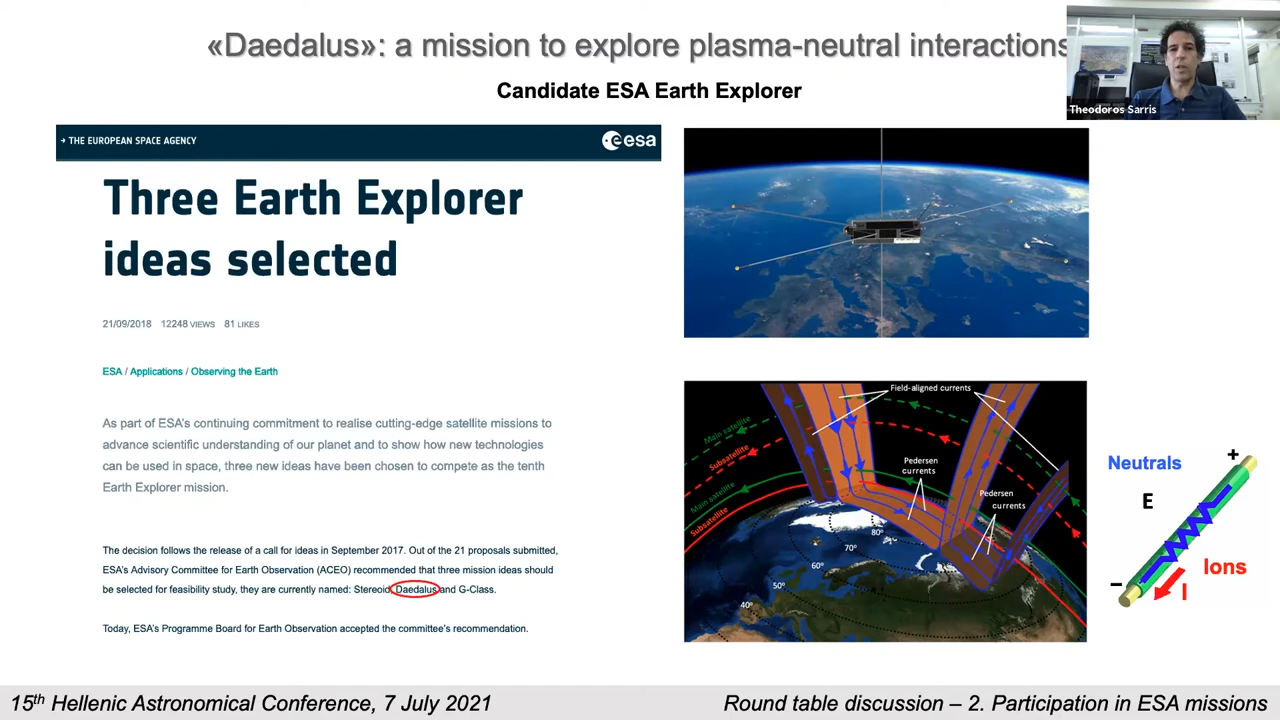 «Daedalus»: a mission to explore plasma-neutral interactions
Candidate ESA Earth Explorer
Theodoros Sarris
→ THE EUROPEAN SPACE AGENCY
esa
Three Earth Explorer
ideas selected
21/09/2018 12248 VIEWS 81 LIKES
ESA / Applications / Observing the Earth
As part of ESA's continuing commitment to realise cutting-edge satellite missions to
advance scientific understanding of our planet and to show how new technologies
can be used in space, three new ideas have been chosen to compete as the tenth
Earth Explorer mission.
The decision follows the release of a call for ideas in September 2017. Out of the 21 proposals submitted,
ESA's Advisory Committee for Earth Observation (ACEO) recommended that three mission ideas should
be selected for feasibility study, they are currently named: Stereoid, Daedalus and G-Class.
Today, ESA's Programme Board for Earth Observation accepted the committee's recommendation.
Field-aligned currents
Main satellite
Subsatellite
Main satellite
Subsatellite
Pedersen
currents
Pedersen
currents
80º
70º
60º
50º
40º
Neutrals
+
E
Ions
–
I
15th Hellenic Astronomical Conference, 7 July 2021
Round table discussion – 2. Participation in ESA missions